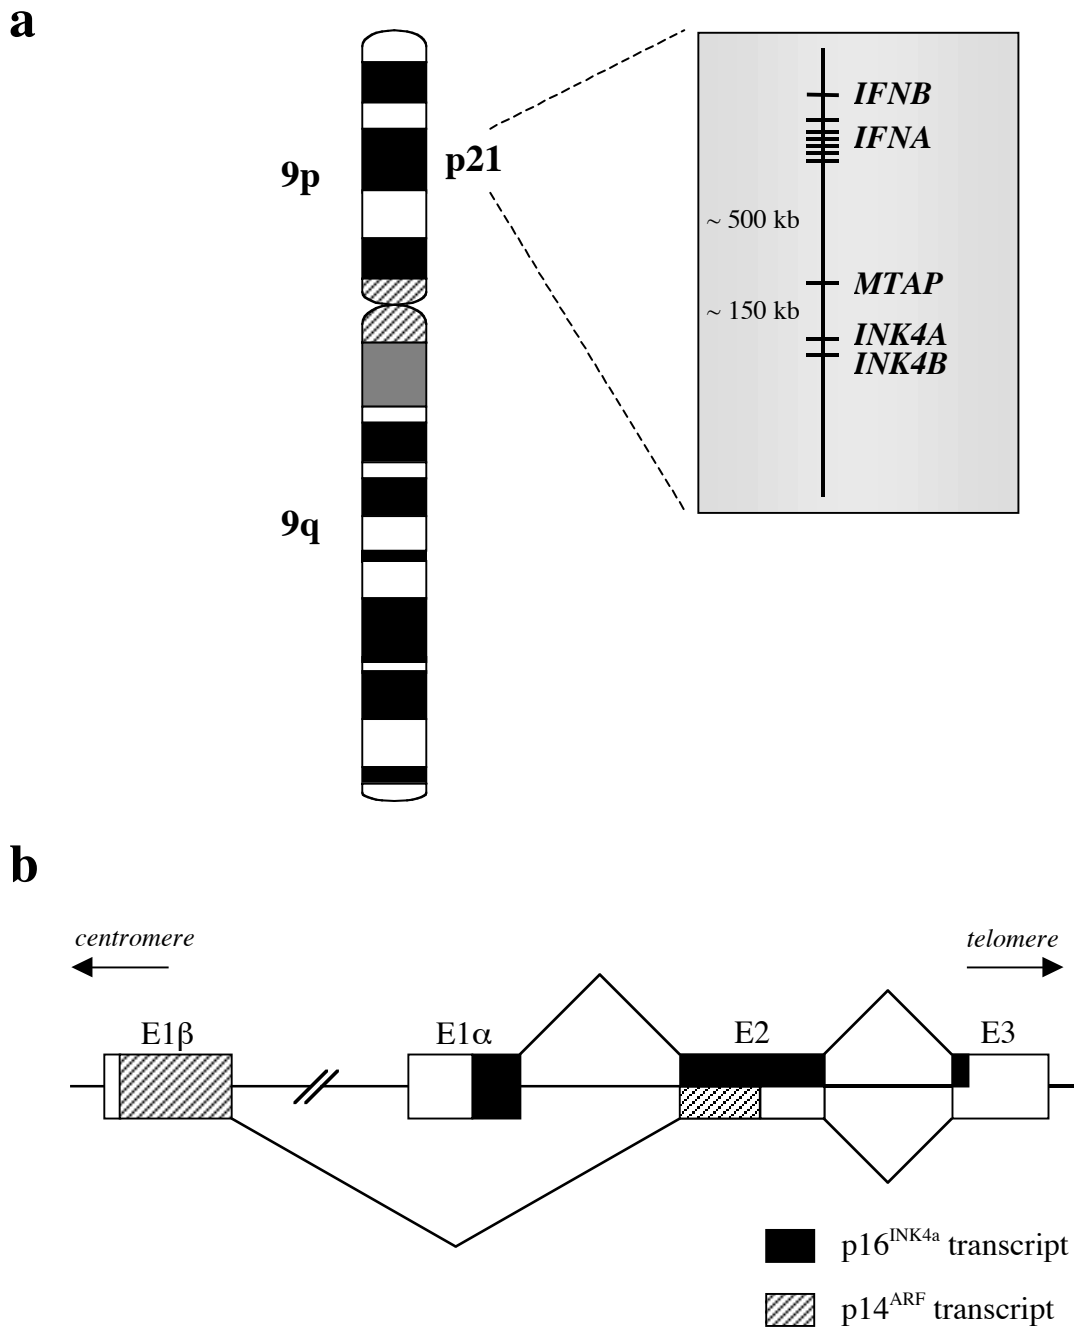 a
9p
p21
IFNB
IFNA
~ 500 kb
MTAP
~ 150 kb
INK4A
INK4B
9q
b
centromere
telomere
E1β
E1α
E2
E3
p16INK4a transcript
p14ARF transcript